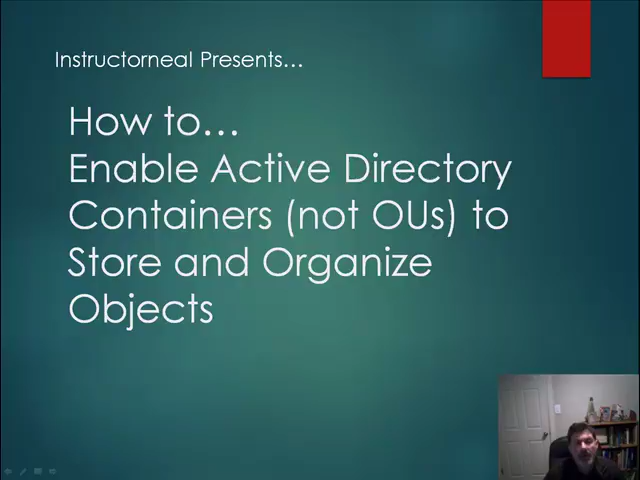 Instructorneal Presents...
How to...
Enable Active Directory
Containers (not OUs) to
Store and Organize
Objects